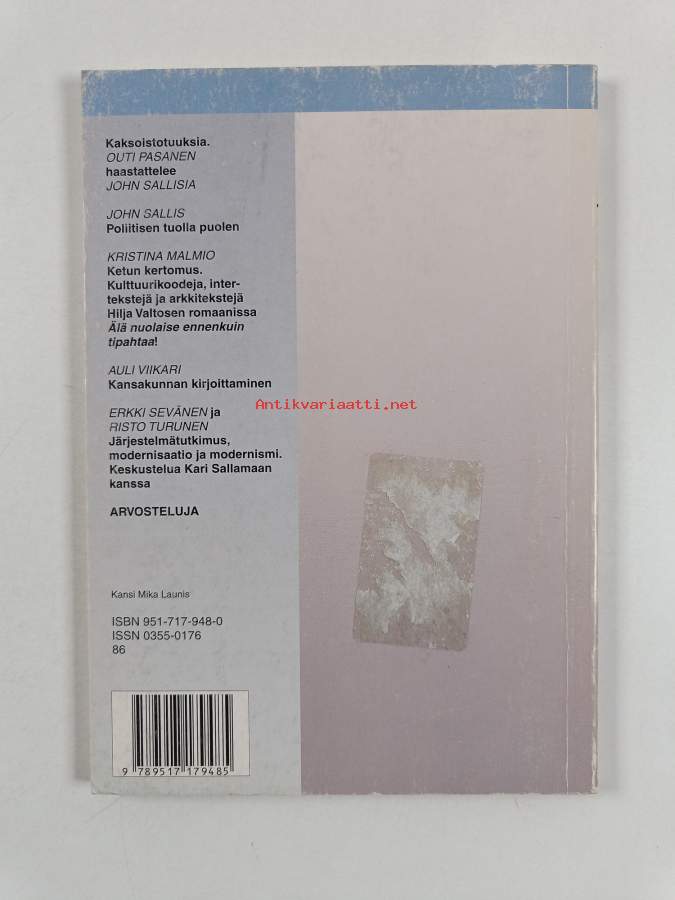 Kaksoistotuuksia.
OUTI PASANEN
haastattelee
JOHN SALLISIA
JOHN SALLIS
Poliitisen tuolla puolen
KRISTINA MALMIO
Ketun kertomus.
Kulttuurikoodeja, inter-
tekstejä ja arkkitekstejä
Hilja Valtosen romaanissa
Älä nuolaise ennenkuin
tipahtaa!
AULI VIIKARI
Kansakunnan kirjoittaminen
ERKKI SEVÄNEN ja
RISTO TURUNEN
Järjestelmätutkimus,
modernisaatio ja modernismi.
Keskustelua Kari Sallamaan
kanssa
ARVOSTELUJA
Kansi Mika Launis
ISBN 951-717-948-0
ISSN 0355-0176
86
9 789517 179485
Antikvariaatti.net